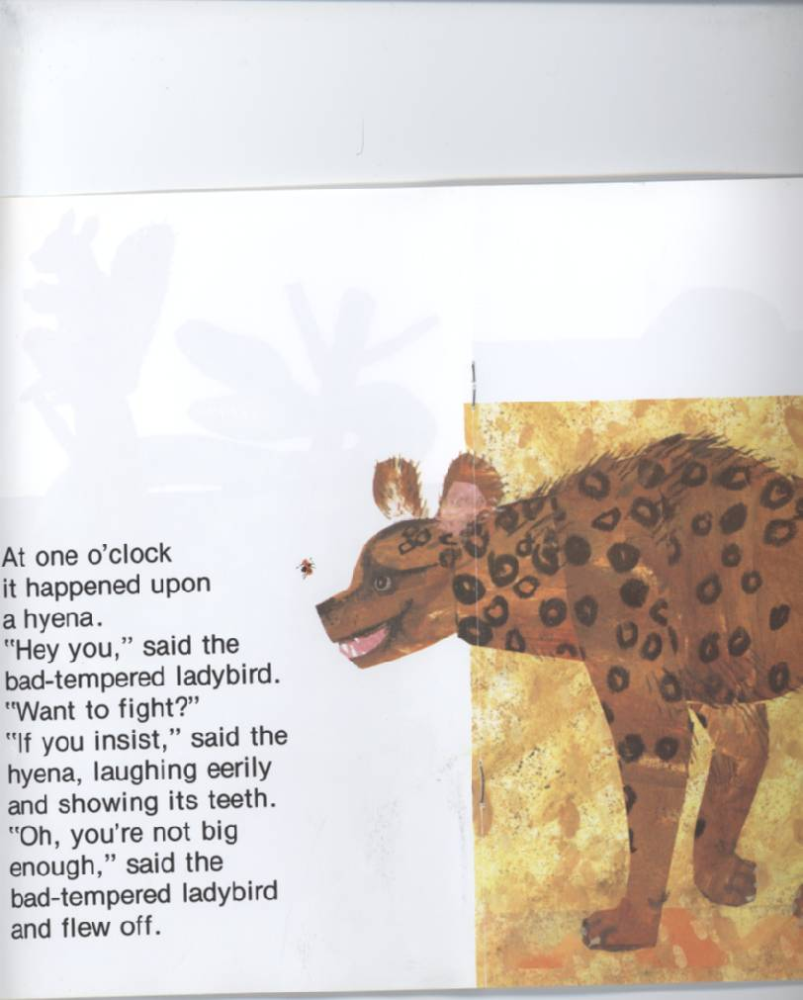 At one o’clock
it happened upon
a hyena.
“Hey you,” said the
bad-tempered ladybird.
“Want to fight?”
“If you insist,” said the
hyena, laughing eerily
and showing its teeth.
“Oh, you’re not big
enough,” said the
bad-tempered ladybird
and flew off.